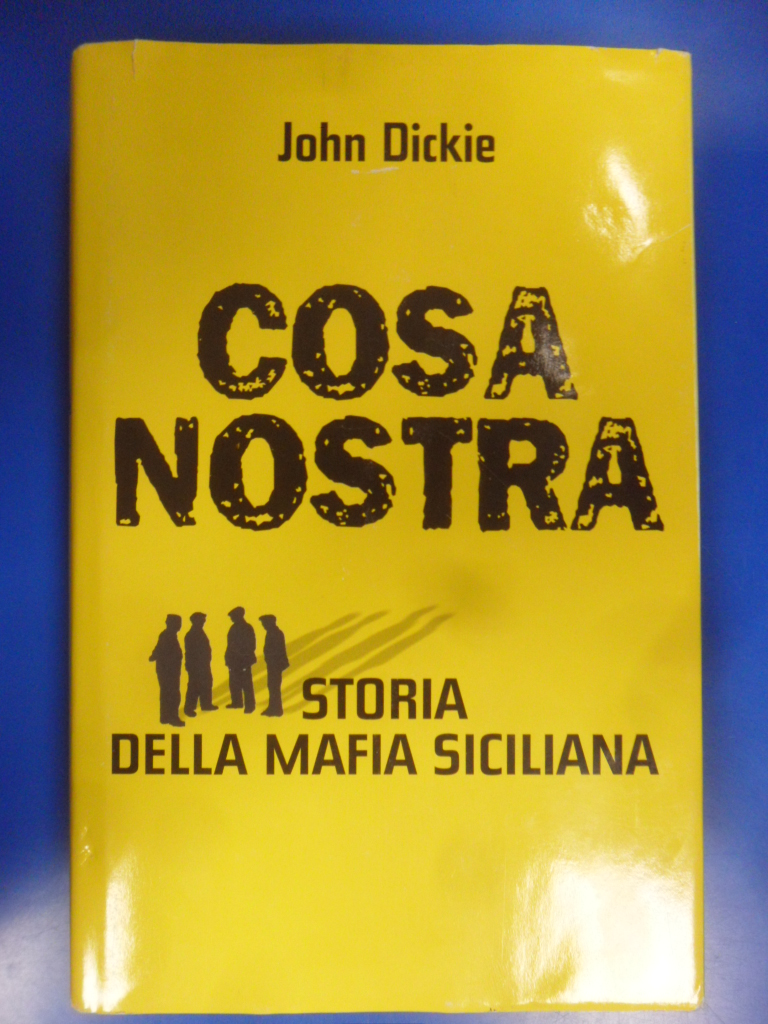 John Dickie
COSA
NOSTRA
STORIA
DELLA MAFIA SICILIANA